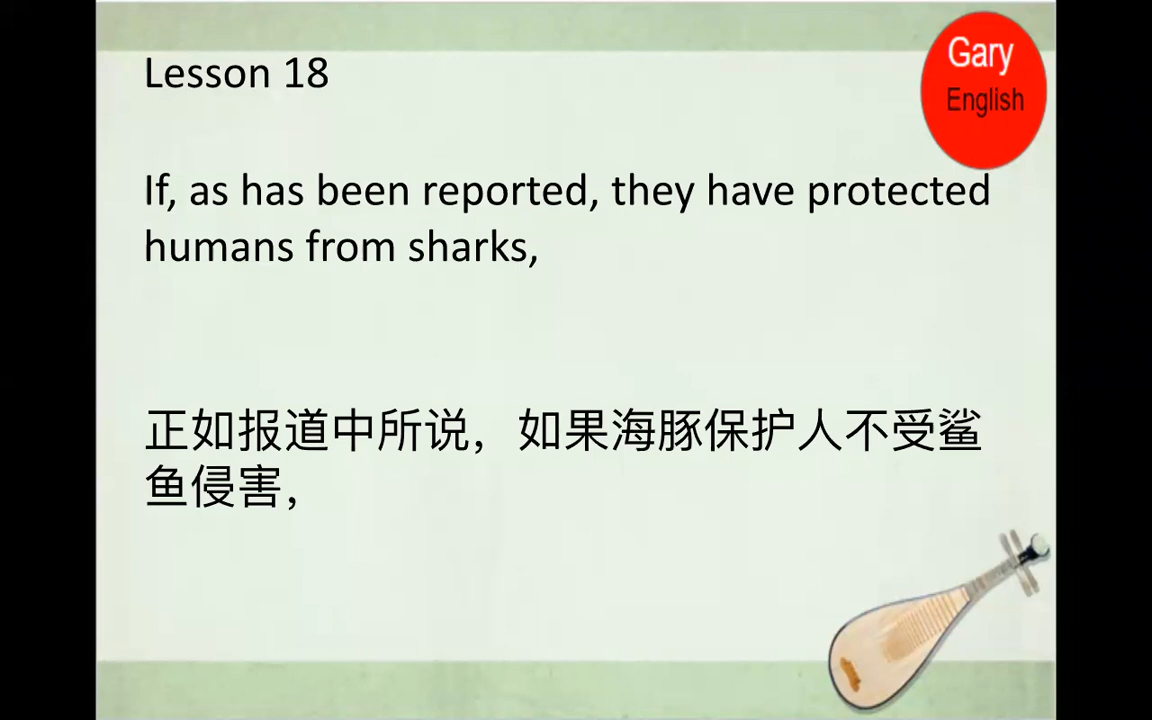 Lesson 18
Gary
English
If, as has been reported, they have protected
humans from sharks,
正如报道中所说，如果海豚保护人不受鲨
鱼侵害，